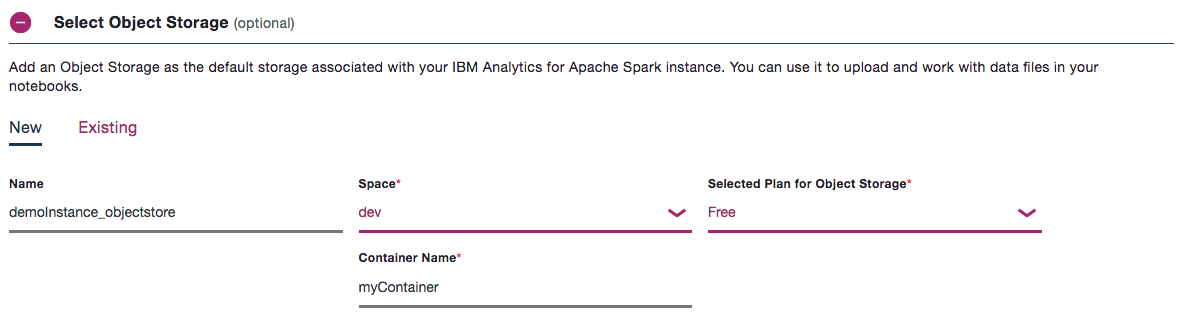 Select Object Storage (optional)
Add an Object Storage as the default storage associated with your IBM Analytics for Apache Spark instance. You can use it to upload and work with data files in your
notebooks.
New Existing
Name Space* Selected Plan for Object Storage*
demoInstance_objectstore dev Free
Container Name*
myContainer